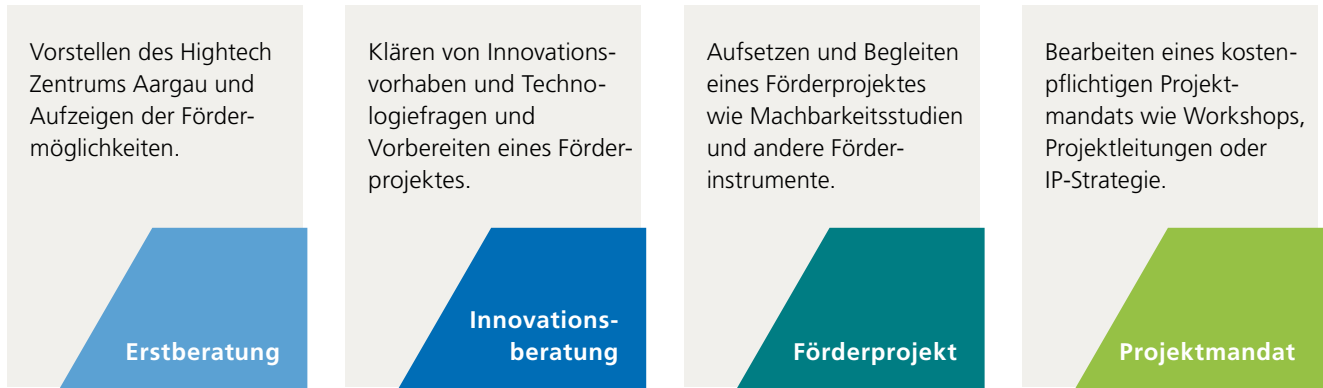 Vorstellen des Hightech
Zentrums Aargau und
Aufzeigen der Förder-
möglichkeiten.
Erstberatung
Klären von Innovations-
vorhaben und Techno-
logiefragen und
Vorbereiten eines Förder-
projektes.
Innovations-
beratung
Aufsetzen und Begleiten
eines Förderprojektes
wie Machbarkeitsstudien
und andere Förder-
instrumente.
Förderprojekt
Bearbeiten eines kosten-
pflichtigen Projekt-
mandats wie Workshops,
Projektleitungen oder
IP-Strategie.
Projektmandat